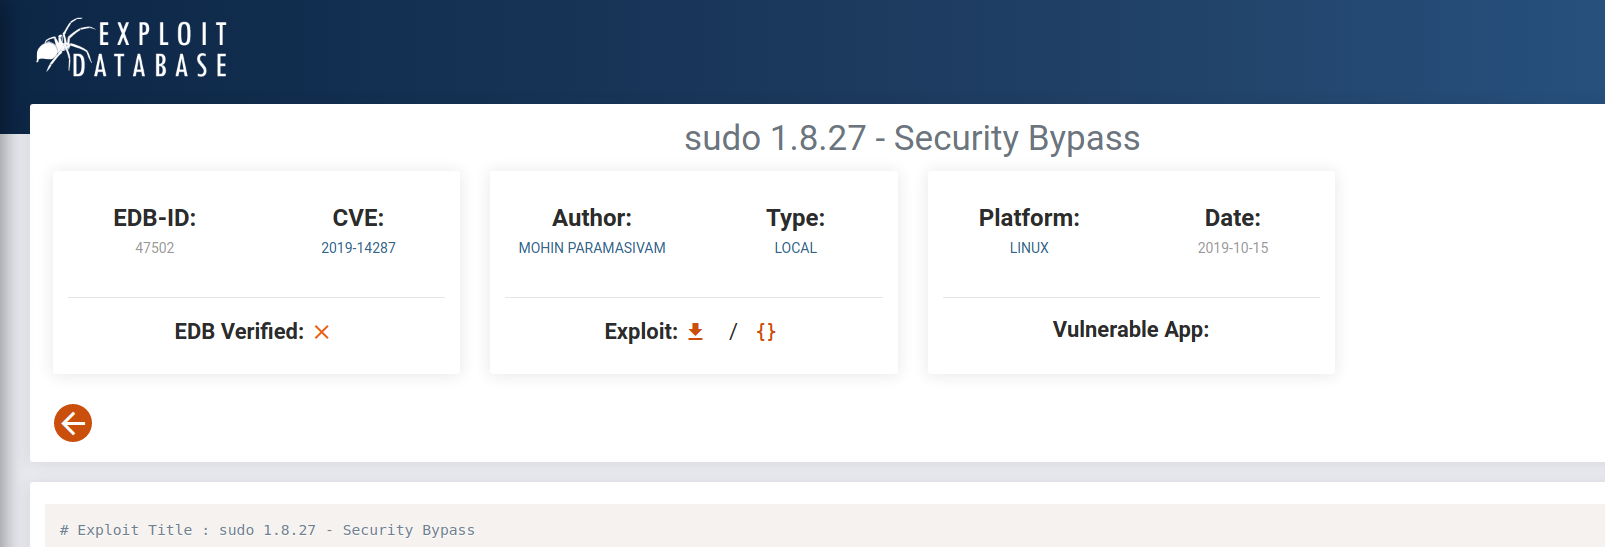 EXPLOIT
DATABASE
sudo 1.8.27 - Security Bypass
EDB-ID:
47502
CVE:
2019-14287
EDB Verified:
Author:
MOHIN PARAMASIVAM
Type:
LOCAL
Exploit: / {}
Platform:
LINUX
Date:
2019-10-15
Vulnerable App:
# Exploit Title : sudo 1.8.27 - Security Bypass